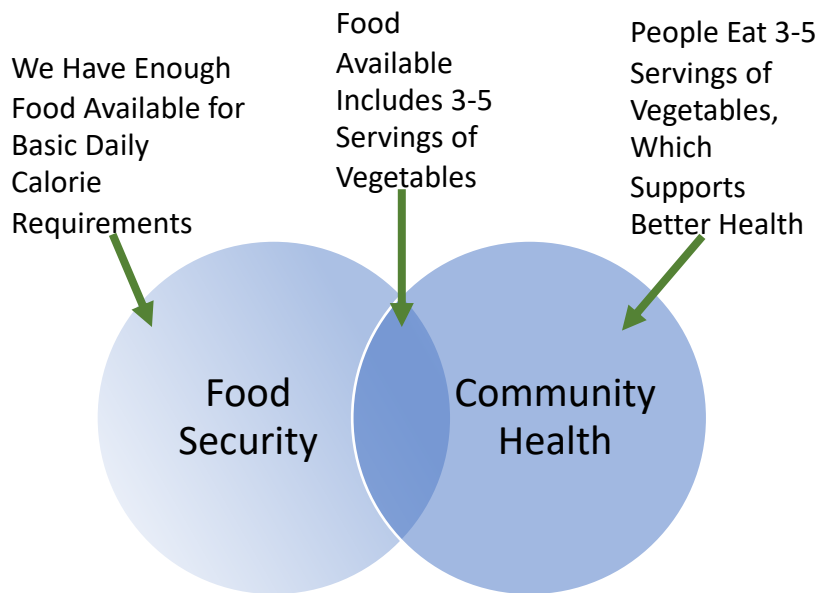 We Have Enough
Food Available for
Basic Daily
Calorie
Requirements
Food
Available
Includes 3-5
Servings of
Vegetables
People Eat 3-5
Servings of
Vegetables,
Which
Supports
Better Health
Food
Security
Community
Health